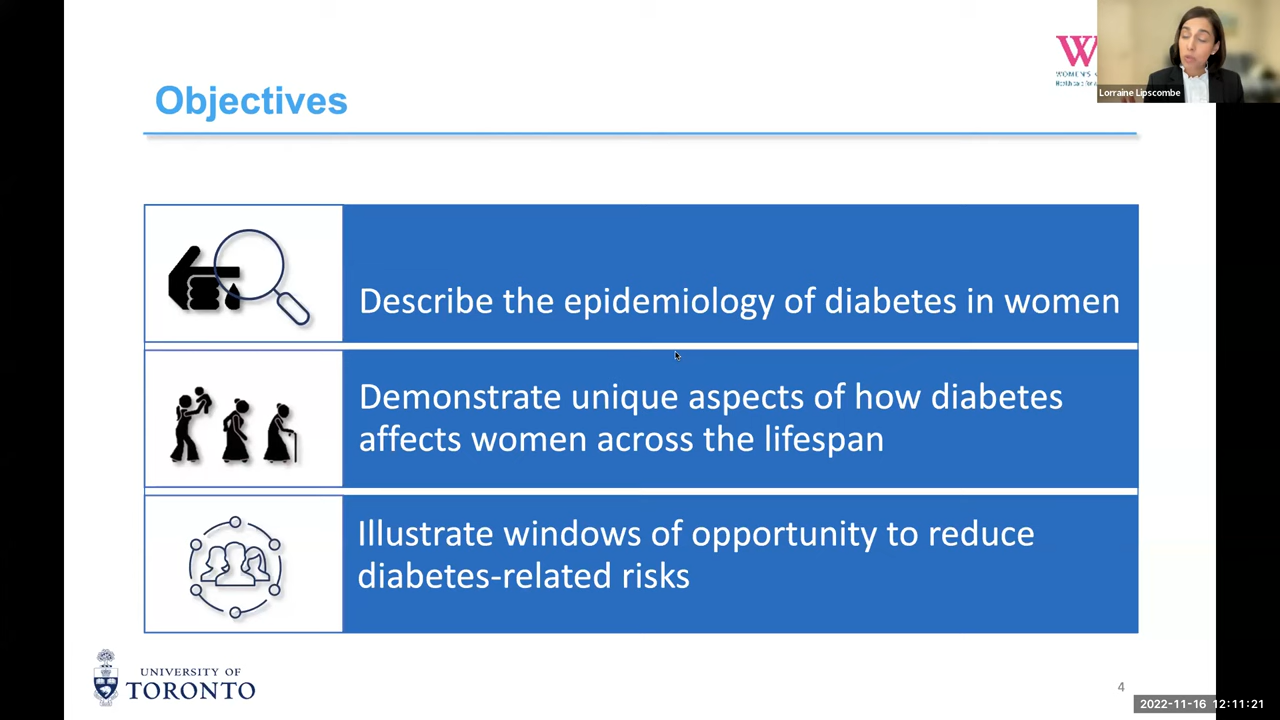 Objectives
W
WOMEN'S
Lorraine Lipscombe
Describe the epidemiology of diabetes in women
Demonstrate unique aspects of how diabetes
affects women across the lifespan
Illustrate windows of opportunity to reduce
diabetes-related risks
UNIVERSITY OF
TORONTO
4
2022-11-16 12:11:21